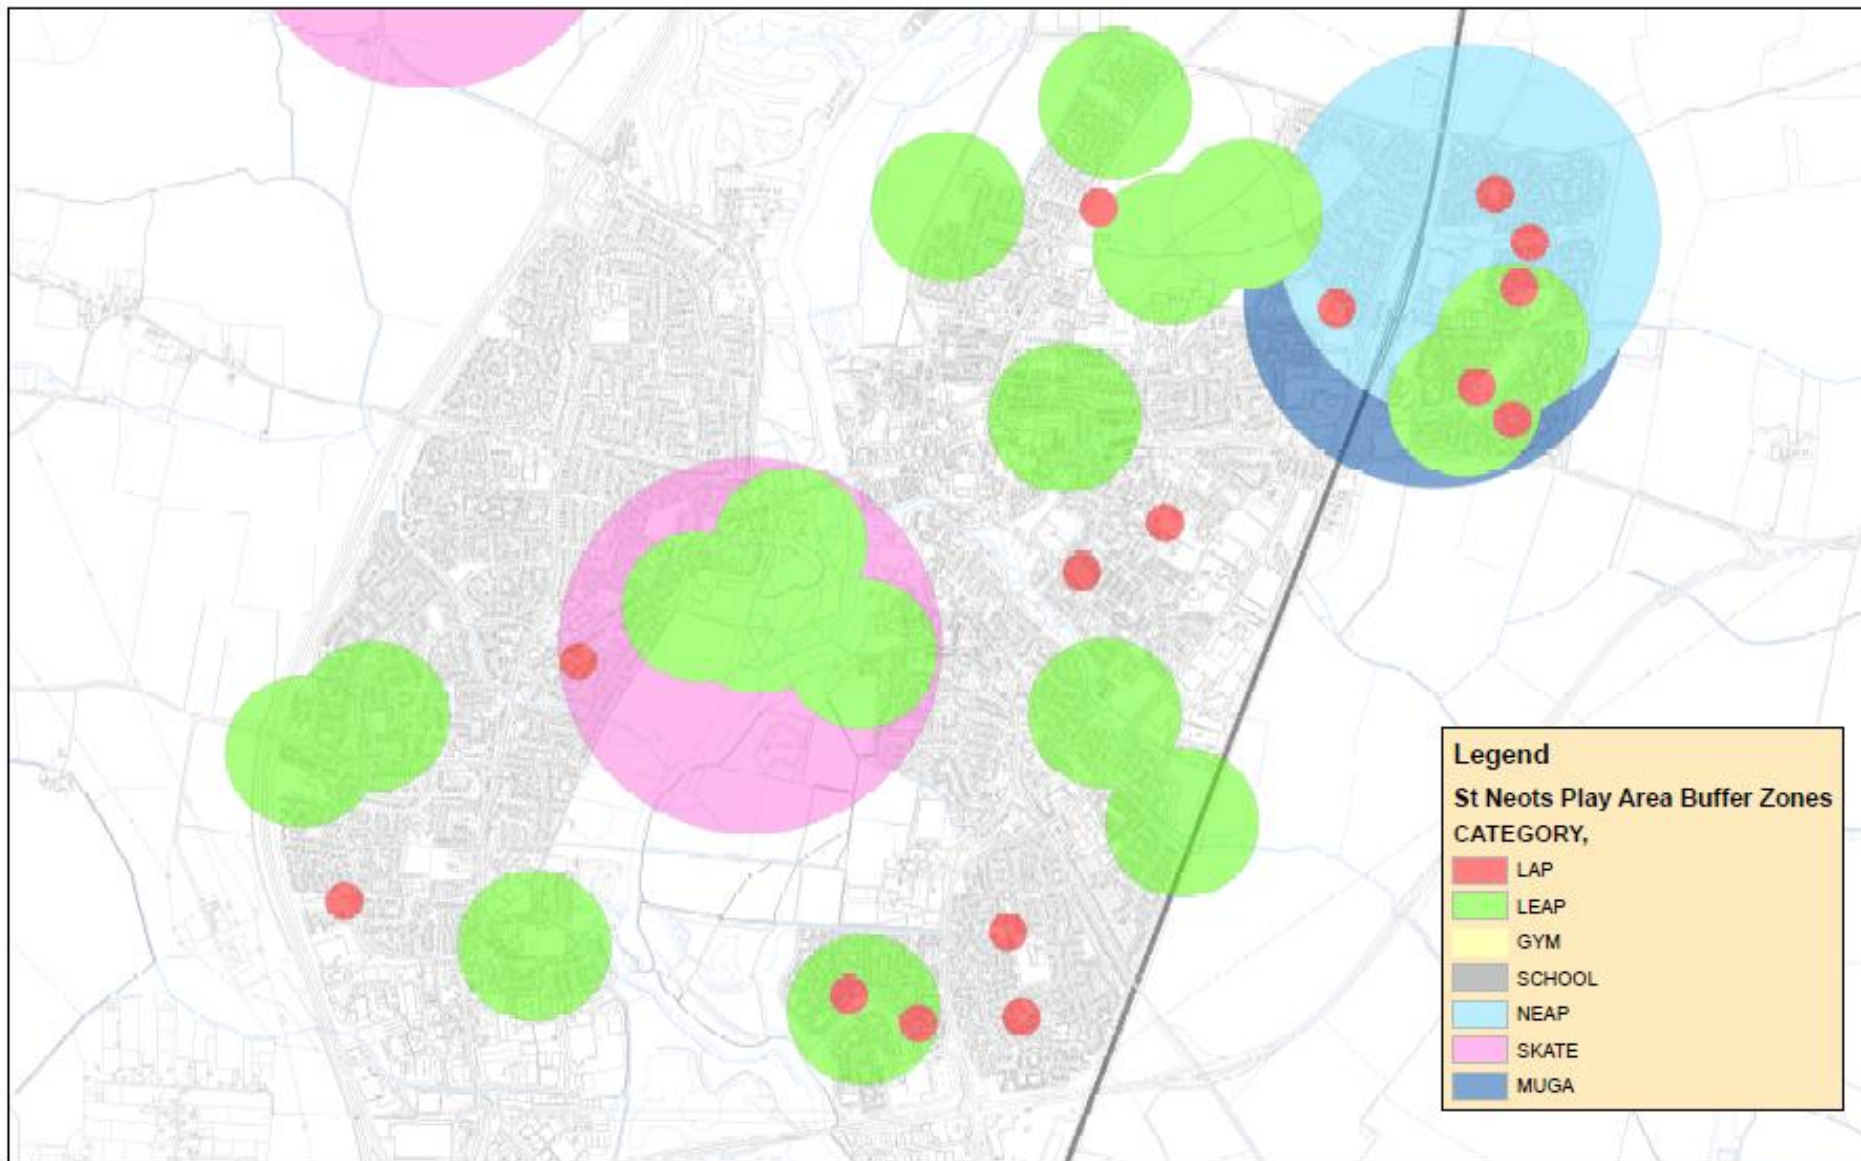 Legend
St Neots Play Area Buffer Zones
CATEGORY,
LAP
LEAP
GYM
SCHOOL
NEAP
SKATE
MUGA